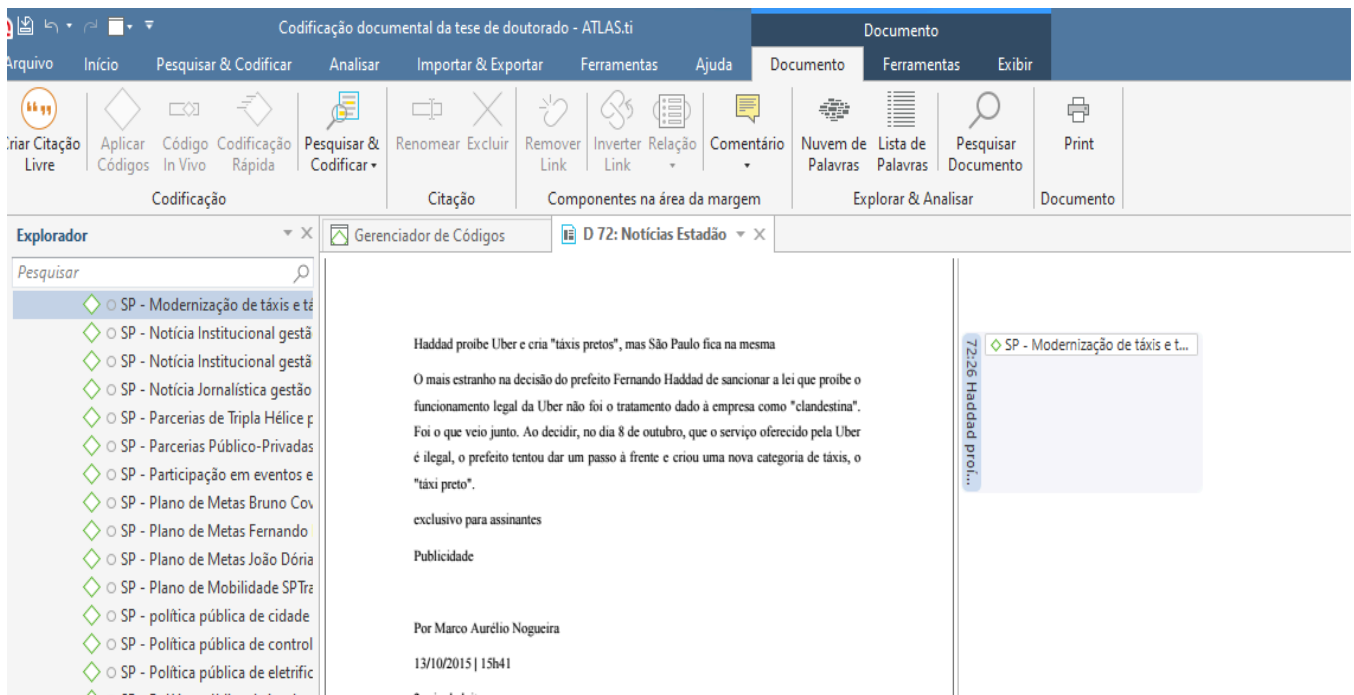 Codificação documental da tese de doutorado - ATLAS.ti
Documento
Arquivo Início Pesquisar & Codificar Analisar Importar & Exportar Ferramentas Ajuda Documento Ferramentas Exibir
Criar Citação Livre
Aplicar Códigos
Código In Vivo
Codificação Rápida
Pesquisar & Codificar
Renomear
Excluir
Remover Link
Inverter Link
Relação
Comentário
Nuvem de Palavras
Lista de Palavras
Pesquisar Documento
Print
Codificação
Citação
Componentes na área da margem
Explorar & Analisar
Documento
Explorador
Gerenciador de Códigos
D 72: Notícias Estadão
Pesquisar
SP - Modernização de táxis e tá
SP - Notícia Institucional gestã
SP - Notícia Institucional gestã
SP - Notícia Jornalística gestão
SP - Parcerias de Tripla Hélice p
SP - Parcerias Público-Privadas
SP - Participação em eventos e
SP - Plano de Metas Bruno Cov
SP - Plano de Metas Fernando
SP - Plano de Metas João Dória
SP - Plano de Mobilidade SPTra
SP - política pública de cidade
SP - Política pública de control
SP - Política pública de eletrific
Haddad proíbe Uber e cria "táxis pretos", mas São Paulo fica na mesma
O mais estranho na decisão do prefeito Fernando Haddad de sancionar a lei que proíbe o
funcionamento legal da Uber não foi o tratamento dado à empresa como "clandestina".
Foi o que veio junto. Ao decidir, no dia 8 de outubro, que o serviço oferecido pela Uber
é ilegal, o prefeito tentou dar um passo à frente e criou uma nova categoria de táxis, o
"táxi preto".
exclusivo para assinantes
Publicidade
Por Marco Aurélio Nogueira
13/10/2015 | 15h41
72:26 Haddad proí...
SP - Modernização de táxis e t...